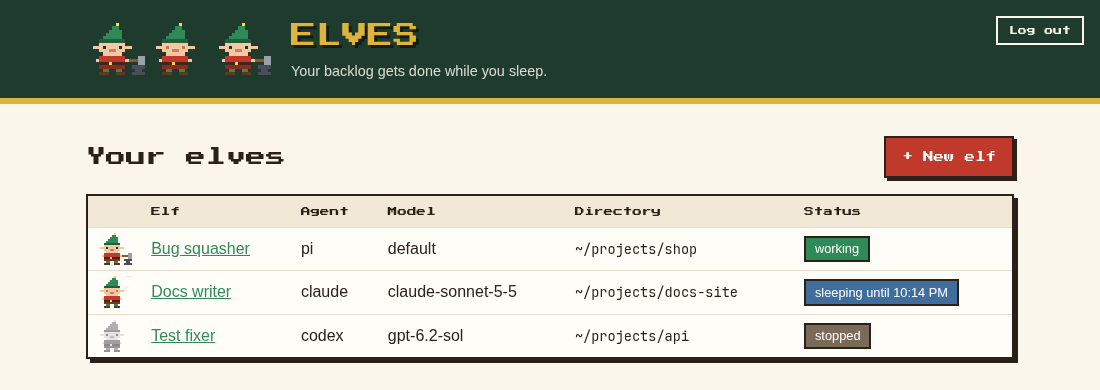 ELVES
Your backlog gets done while you sleep.
Log out
Your elves
+ New elf
Elf Agent Model Directory Status
Bug squasher pi default ~/projects/shop working
Docs writer claude claude-sonnet-5-5 ~/projects/docs-site sleeping until 10:14 PM
Test fixer codex gpt-6.2-sol ~/projects/api stopped